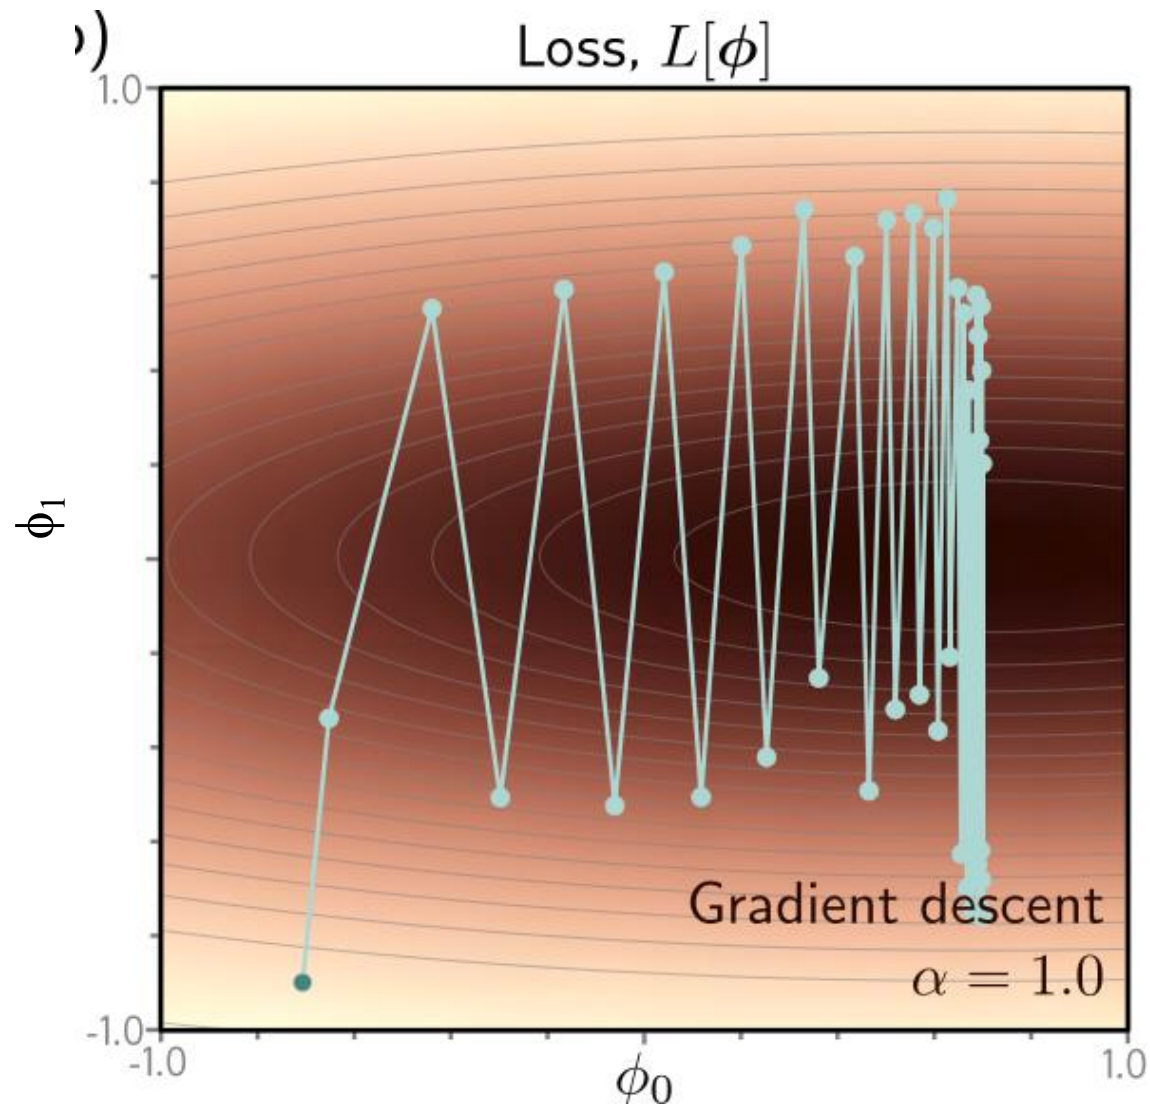 )
Loss, L[ϕ]
1.0
ϕ₁
Gradient descent
α = 1.0
-1.0
-1.0
ϕ₀
1.0